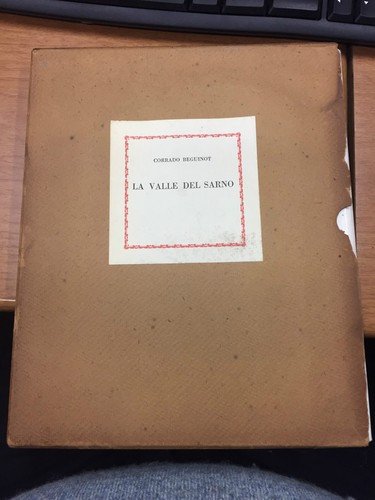 CORRADO BEGUINOT
LA VALLE DEL SARNO